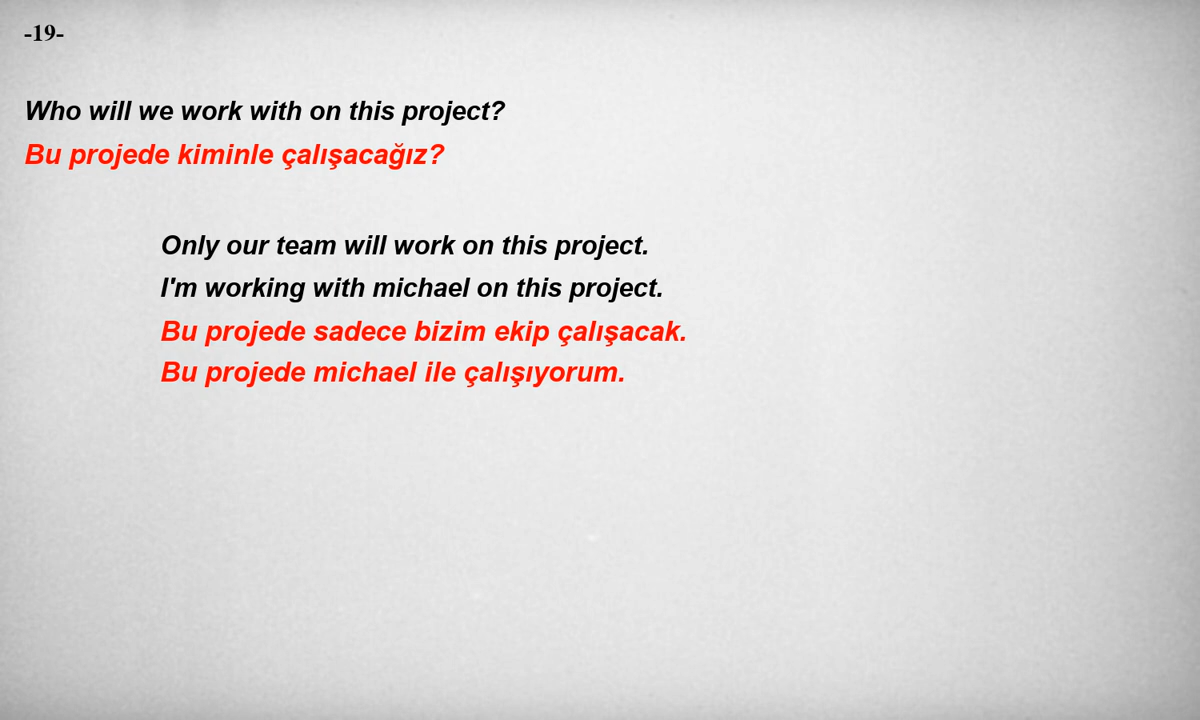 -19-
Who will we work with on this project?
Bu projede kiminle çalışacağız?
Only our team will work on this project.
I'm working with michael on this project.
Bu projede sadece bizim ekip çalışacak.
Bu projede michael ile çalışıyorum.